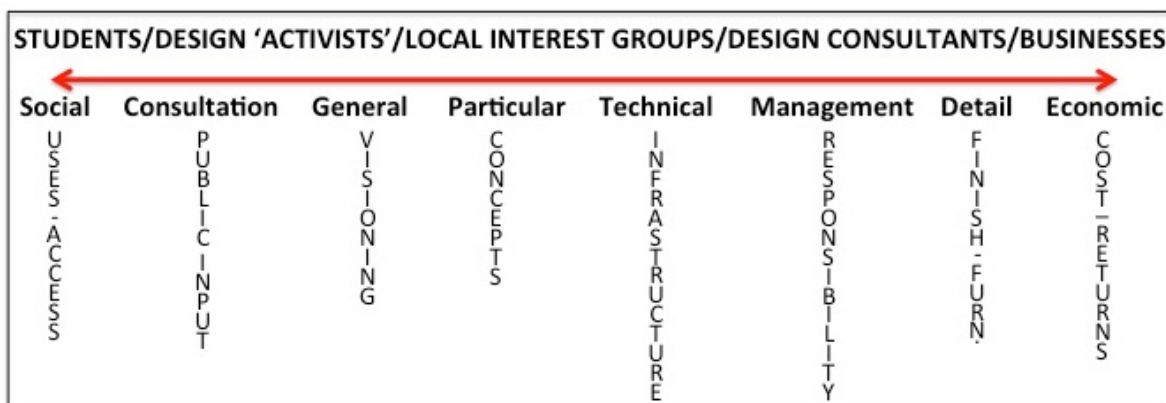 STUDENTS/DESIGN ‘ACTIVISTS’/LOCAL INTEREST GROUPS/DESIGN CONSULTANTS/BUSINESSES
Social Consultation General Particular Technical Management Detail Economic
USES-ACCESS
PUBLIC INPUT
VISIONING
CONCEPTS
INFRASTRUCTURE
RESPONSIBILITY
FINISH-FURN.
COST–RETURNS